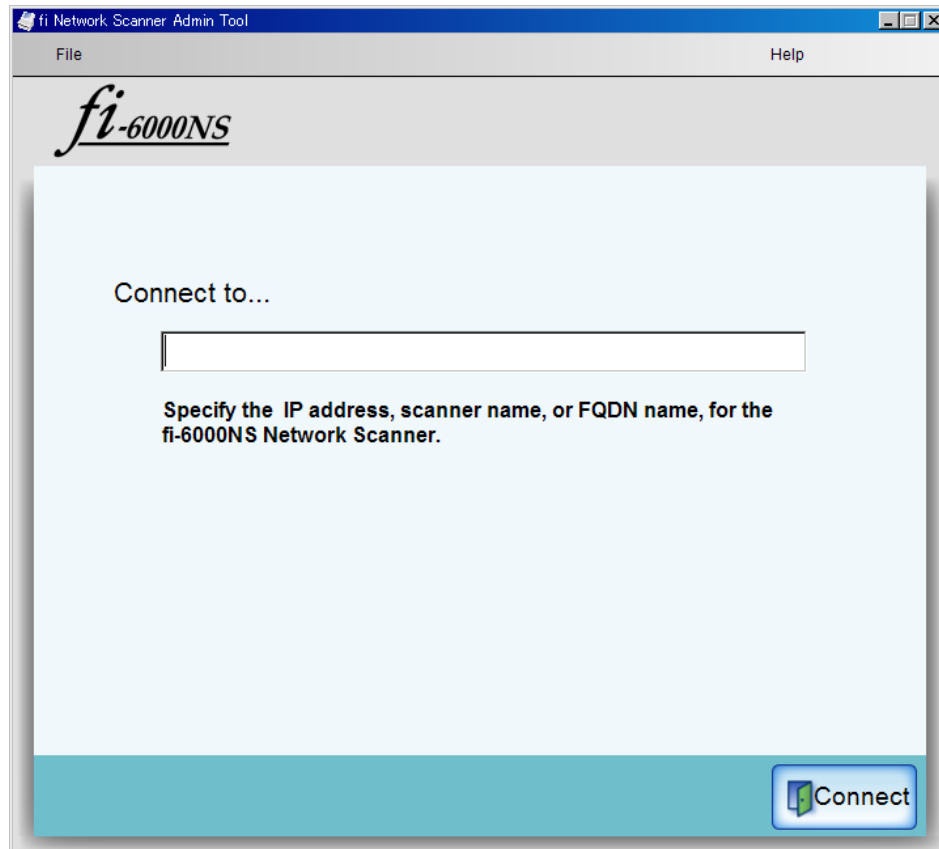 fi Network Scanner Admin Tool
File Help
fi-6000NS
Connect to...
Specify the IP address, scanner name, or FQDN name, for the
fi-6000NS Network Scanner.
Connect